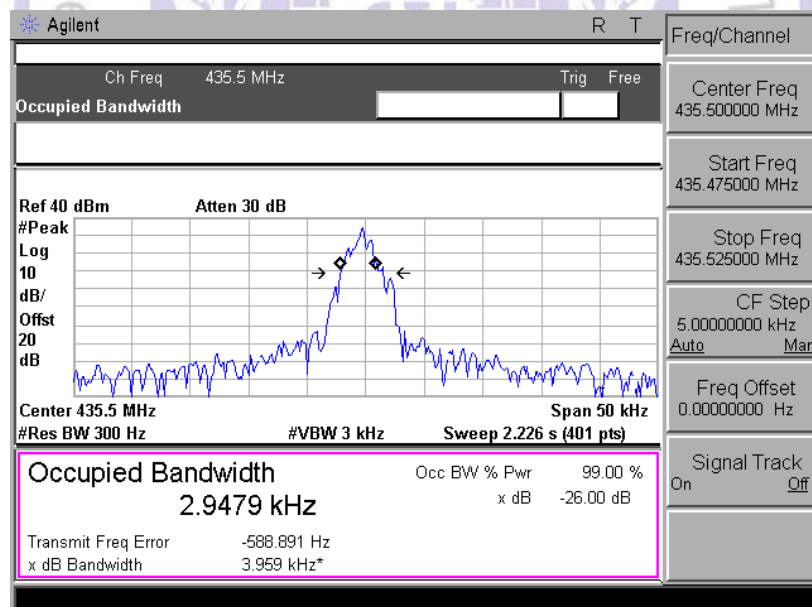 Agilent
R T
Ch Freq 435.5 MHz
Trig Free
Occupied Bandwidth
Ref 40 dBm
Atten 30 dB
#Peak
Log
10
dB/
Offst
20
dB
Center 435.5 MHz
Span 50 kHz
#Res BW 300 Hz
#VBW 3 kHz
Sweep 2.226 s (401 pts)
Occupied Bandwidth
2.9479 kHz
Occ BW % Pwr 99.00 %
x dB -26.00 dB
Transmit Freq Error -588.891 Hz
x dB Bandwidth 3.959 kHz*
Freq/Channel
Center Freq
435.500000 MHz
Start Freq
435.475000 MHz
Stop Freq
435.525000 MHz
CF Step
5.00000000 kHz
Auto Man
Freq Offset
0.00000000 Hz
Signal Track
On Off